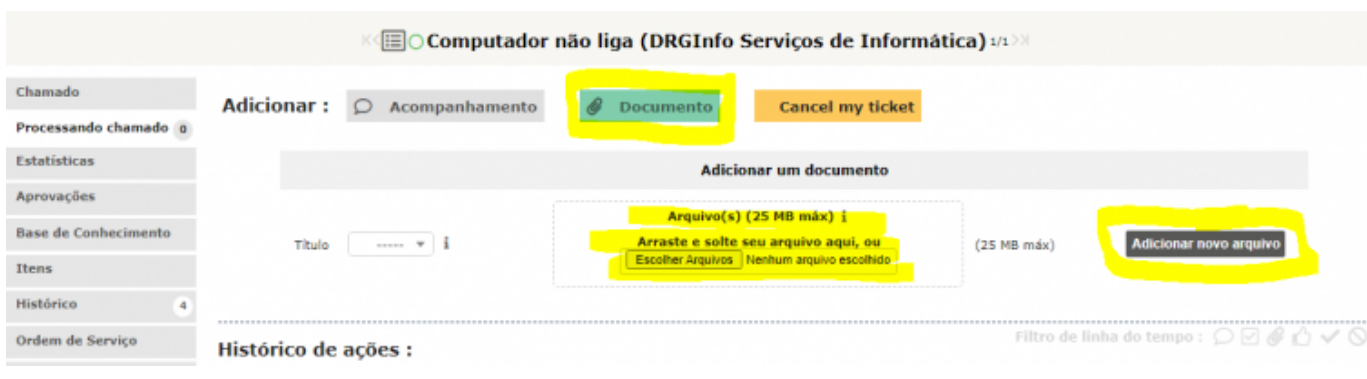 Computador não liga (DRGInfo Serviços de Informática) 1/1
Chamado
Processando chamado 0
Estatísticas
Aprovações
Base de Conhecimento
Itens
Histórico 4
Ordem de Serviço
Adicionar : Acompanhamento Documento Cancel my ticket
Adicionar um documento
Título ----- i
Arquivo(s) (25 MB máx) i
Arraste e solte seu arquivo aqui, ou
Escolher Arquivos Nenhum arquivo escolhido
(25 MB máx)
Adicionar novo arquivo
Filtro de linha do tempo :
Histórico de ações :